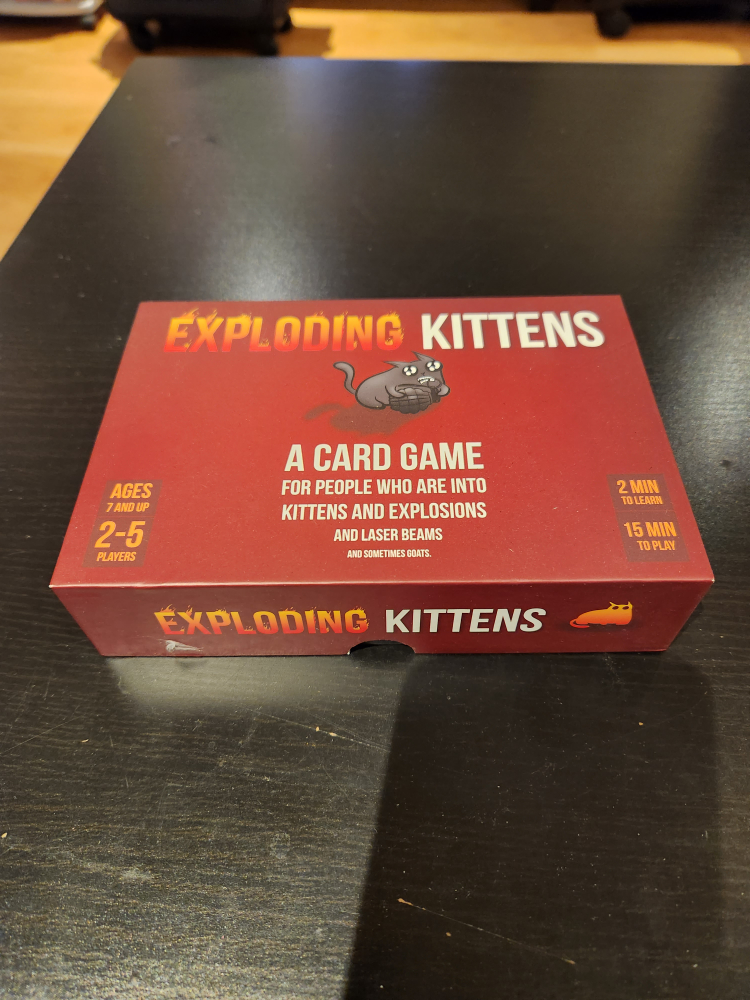 EXPLODING KITTENS
A CARD GAME
FOR PEOPLE WHO ARE INTO
KITTENS AND EXPLOSIONS
AND LASER BEAMS
AND SOMETIMES GOATS.
AGES
7 AND UP
2-5
PLAYERS
2 MIN
TO LEARN
15 MIN
TO PLAY
EXPLODING KITTENS